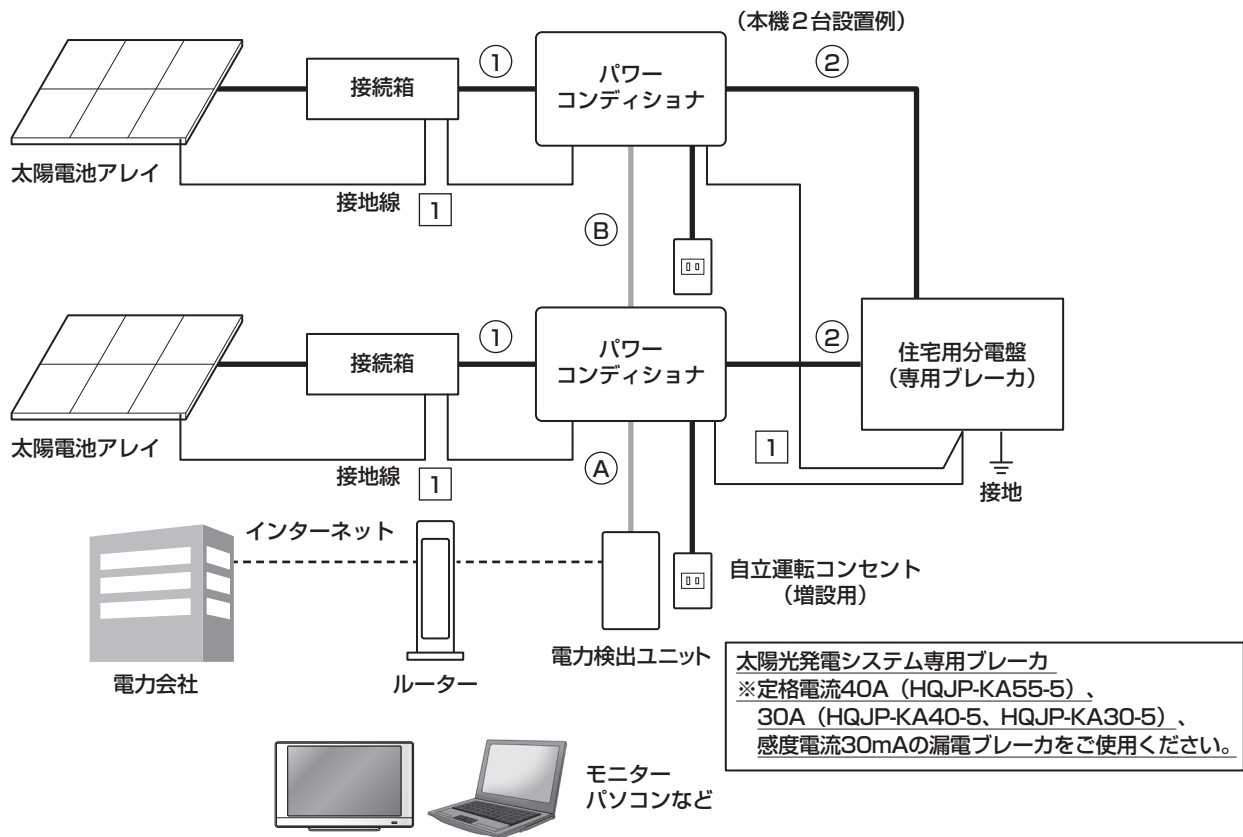 (本機2台設置例)
①
②
接続箱
パワー
コンディショナ
太陽電池アレイ
接地線
1
Ⓑ
①
②
接続箱
パワー
コンディショナ
住宅用分電盤
(専用ブレーカ)
太陽電池アレイ
接地線
1
Ⓐ
1
接地
インターネット
自立運転コンセント
(増設用)
電力会社
ルーター
電力検出ユニット
太陽光発電システム専用ブレーカ
※定格電流40A(HQJP-KA55-5)、
30A(HQJP-KA40-5、HQJP-KA30-5)、
感度電流30mAの漏電ブレーカをご使用ください。
モニター
パソコンなど